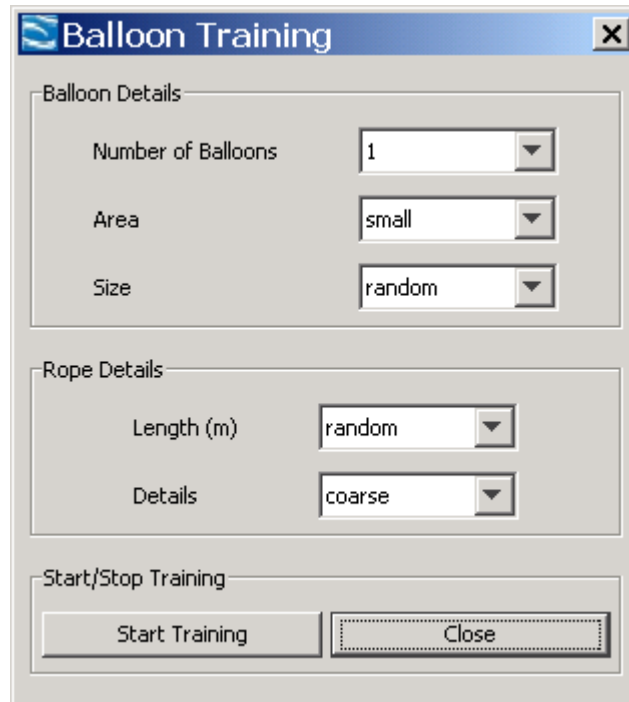 Balloon Training
Balloon Details
Number of Balloons 1
Area small
Size random
Rope Details
Length (m) random
Details coarse
Start/Stop Training
Start Training Close